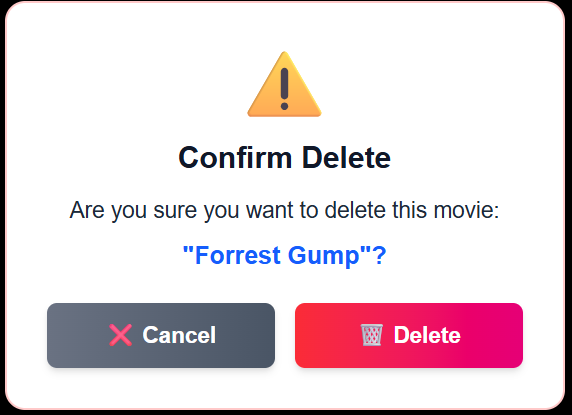 Confirm Delete
Are you sure you want to delete this movie:
"Forrest Gump"?
❌ Cancel
🗑️ Delete